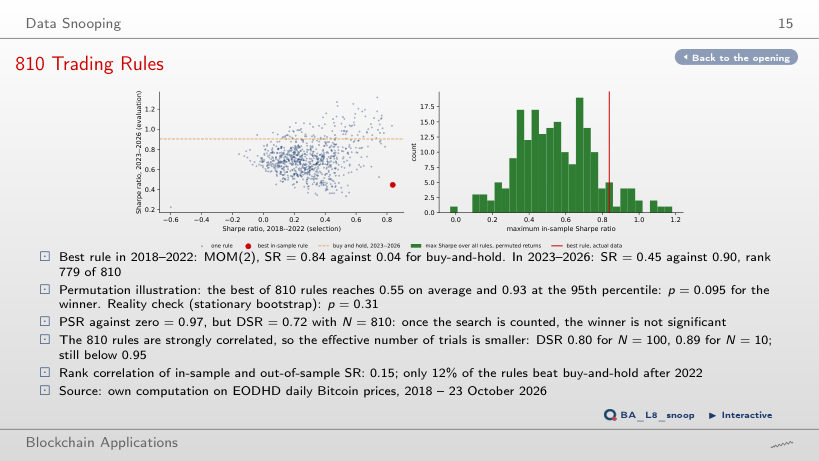 Data Snooping
15
810 Trading Rules
Back to the opening
Sharpe ratio, 2023–2026 (evaluation)
1.2
1.0
0.8
0.6
0.4
0.2
−0.6
−0.4
−0.2
0.0
0.2
0.4
0.6
0.8
Sharpe ratio, 2018–2022 (selection)
count
17.5
15.0
12.5
10.0
7.5
5.0
2.5
0.0
0.0
0.2
0.4
0.6
0.8
1.0
1.2
maximum in-sample Sharpe ratio
one rule
best in-sample rule
buy and hold, 2023–2026
max Sharpe over all rules, permuted returns
best rule, actual data
Best rule in 2018–2022: MOM(2), SR = 0.84 against 0.04 for buy-and-hold. In 2023–2026: SR = 0.45 against 0.90, rank
779 of 810
Permutation illustration: the best of 810 rules reaches 0.55 on average and 0.93 at the 95th percentile: p = 0.095 for the
winner. Reality check (stationary bootstrap): p = 0.31
PSR against zero = 0.97, but DSR = 0.72 with N = 810: once the search is counted, the winner is not significant
The 810 rules are strongly correlated, so the effective number of trials is smaller: DSR 0.80 for N = 100, 0.89 for N = 10;
still below 0.95
Rank correlation of in-sample and out-of-sample SR: 0.15; only 12% of the rules beat buy-and-hold after 2022
Source: own computation on EODHD daily Bitcoin prices, 2018 – 23 October 2026
BA_L8_snoop
Interactive
Blockchain Applications